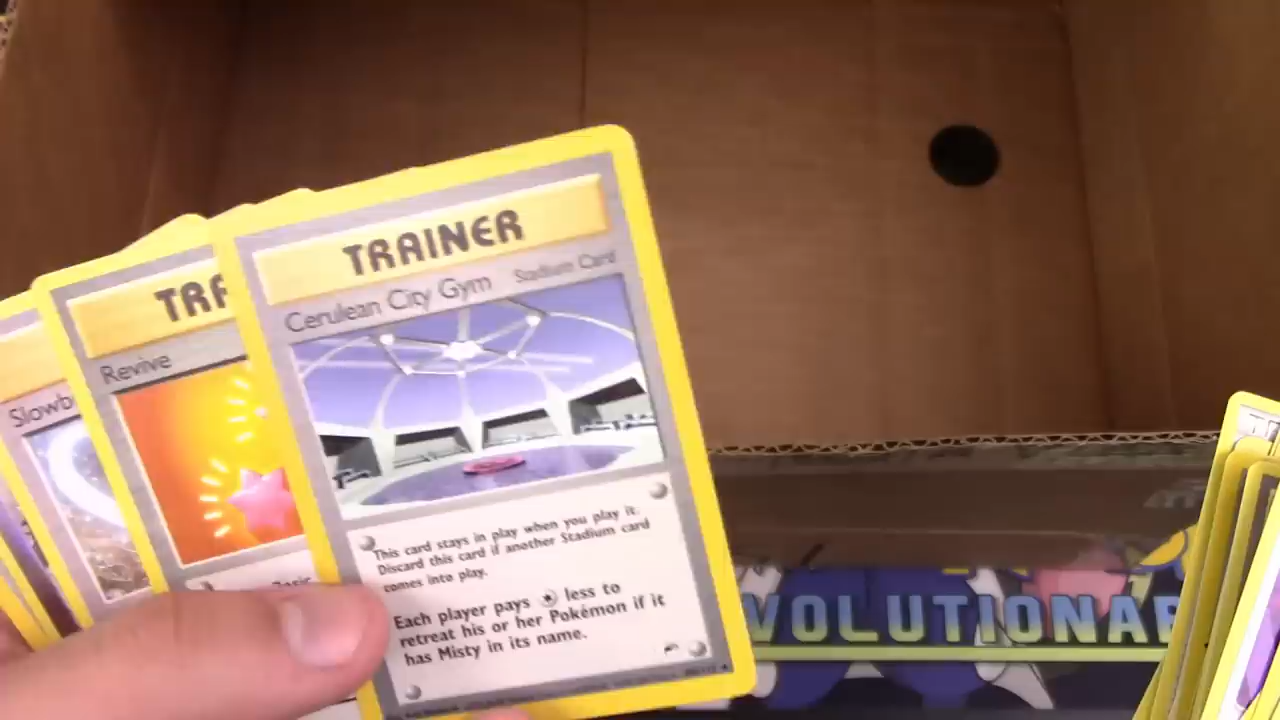 TRAINER
Cerulean City Gym Stadium Card
This card stays in play when you play it.
Discard this card if another Stadium card
comes into play.
Each player pays less to
retreat his or her Pokémon if it
has Misty in its name.
TRA
Revive
Basic
Slowb
VOLUTIONAR